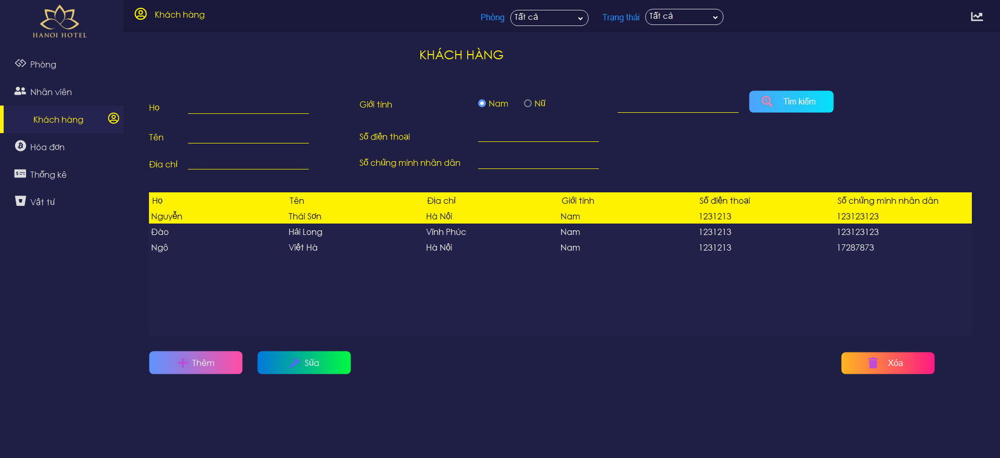 HANOI HOTEL
Khách hàng
Phòng Tất cả Trạng thái Tất cả
Phòng
Nhân viên
Khách hàng
Hóa đơn
Thống kê
Vật tư
KHÁCH HÀNG
Họ Giới tính Nam Nữ Tìm kiếm
Tên Số điện thoại
Địa chỉ Số chứng minh nhân dân
Họ Tên Địa chỉ Giới tính Số điện thoại Số chứng minh nhân dân
Nguyễn Thái Sơn Hà Nội Nam 1231213 123123123
Đào Hải Long Vĩnh Phúc Nam 1231213 123123123
Ngô Việt Hà Hà Nội Nam 1231213 17287873
Thêm Sửa Xóa